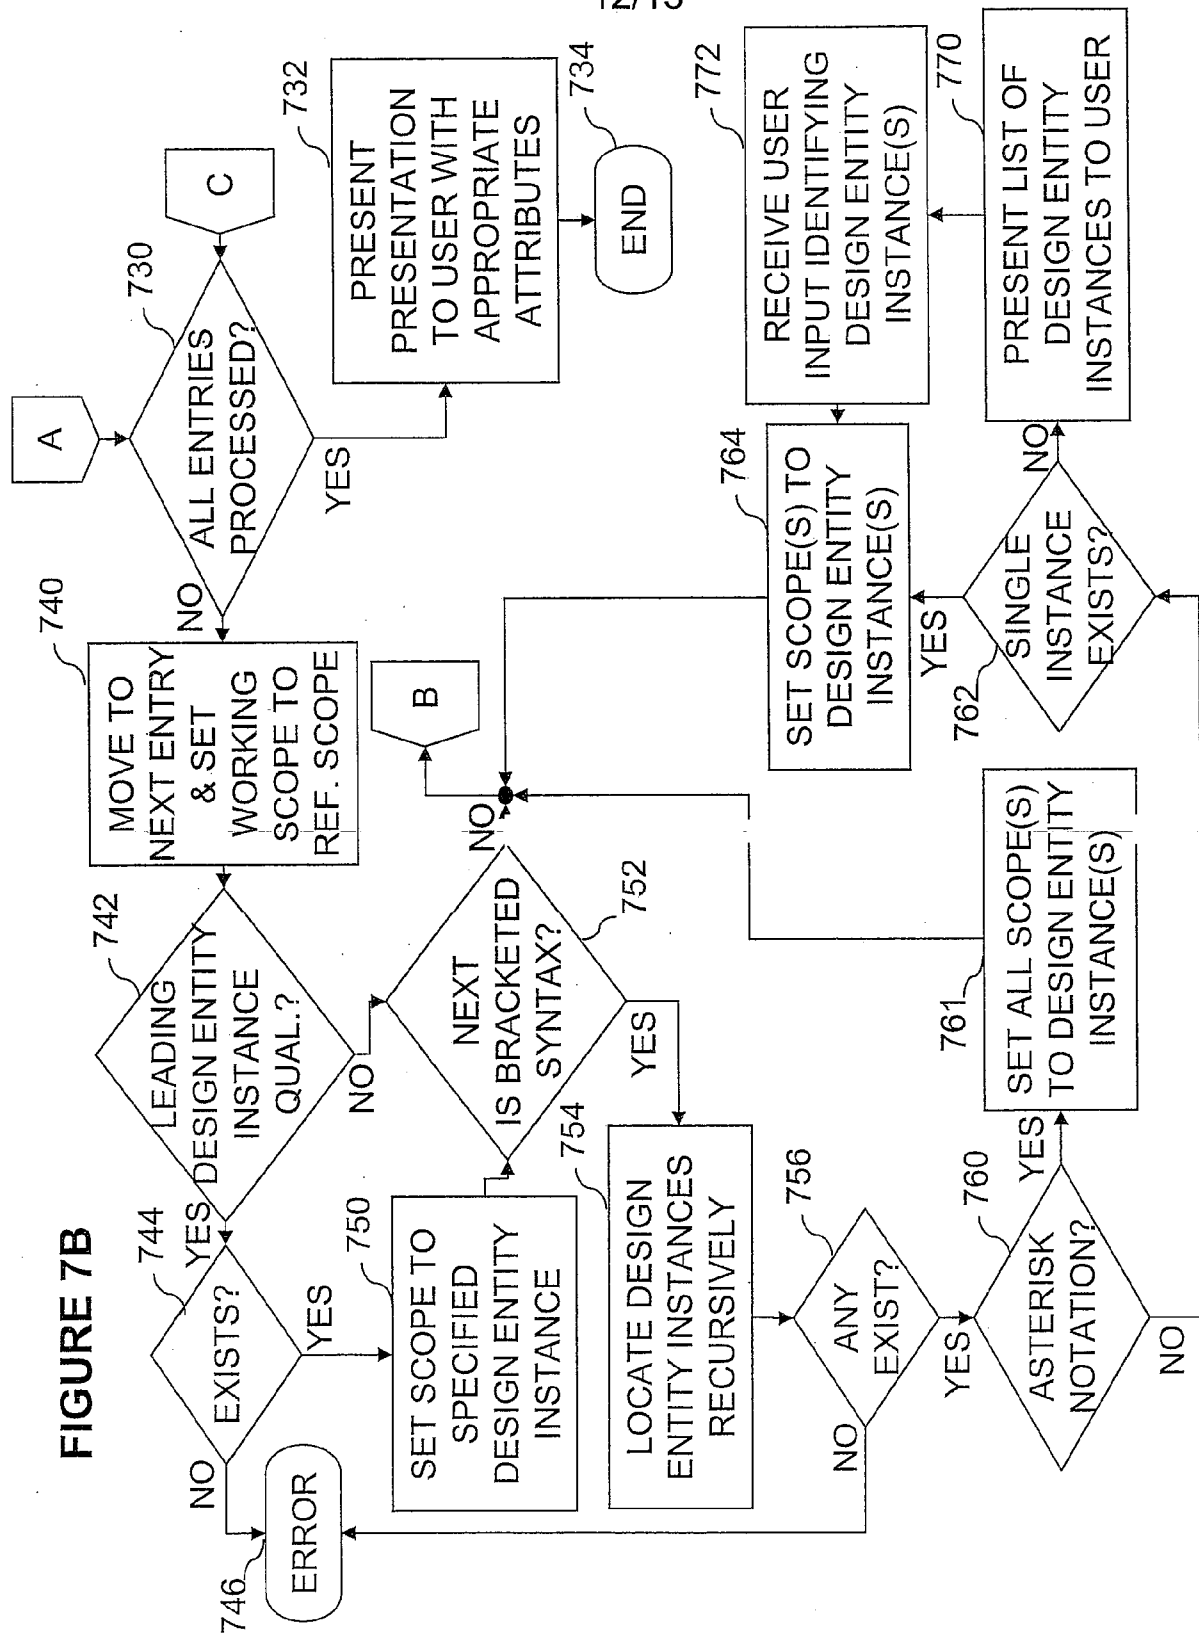 12/13
FIGURE 7B
A
C
730
ALL ENTRIES
PROCESSED?
YES
NO
732
PRESENT
PRESENTATION
TO USER WITH
APPROPRIATE
ATTRIBUTES
734
END
740
MOVE TO
NEXT ENTRY
& SET
WORKING
SCOPE TO
REF. SCOPE
742
LEADING
DESIGN ENTITY
INSTANCE
QUAL.?
YES
NO
744
EXISTS?
NO
YES
746
ERROR
750
SET SCOPE TO
SPECIFIED
DESIGN ENTITY
INSTANCE
752
NEXT
IS BRACKETED
SYNTAX?
NO
YES
B
754
LOCATE DESIGN
ENTITY INSTANCES
RECURSIVELY
756
ANY
EXIST?
NO
YES
760
ASTERISK
NOTATION?
YES
NO
761
SET ALL SCOPE(S)
TO DESIGN ENTITY
INSTANCE(S)
762
SINGLE
INSTANCE
EXISTS?
YES
NO
764
SET SCOPE(S) TO
DESIGN ENTITY
INSTANCE(S)
770
PRESENT LIST OF
DESIGN ENTITY
INSTANCES TO USER
772
RECEIVE USER
INPUT IDENTIFYING
DESIGN ENTITY
INSTANCE(S)